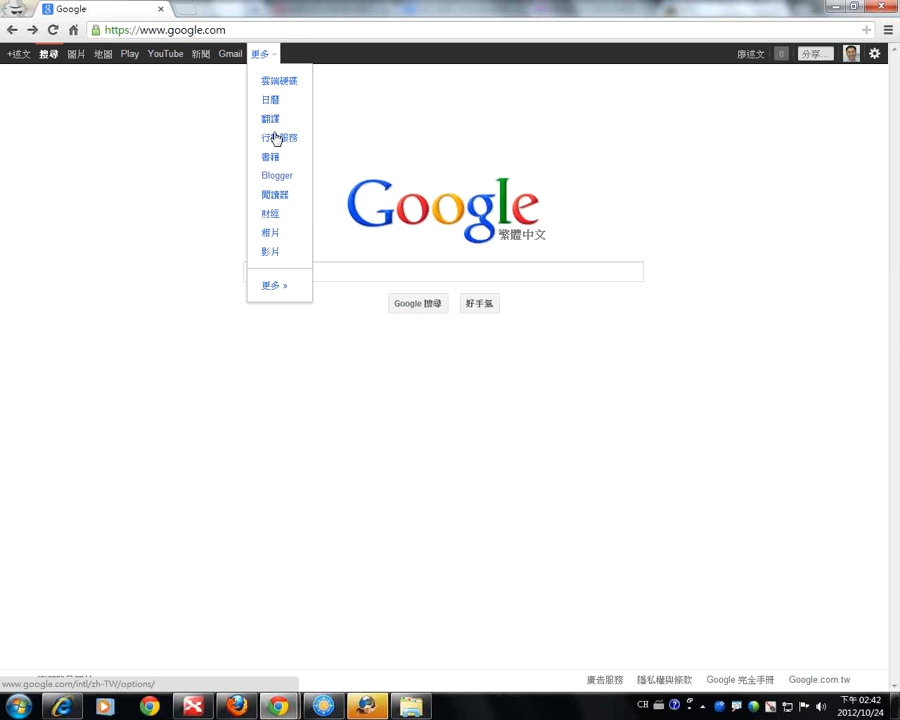 Google
https://www.google.com
+述文 搜尋 圖片 地圖 Play YouTube 新聞 Gmail 更多 廖述文 0 分享...
雲端硬碟
日曆
翻譯
服務
書籍
Blogger
閱讀器
財經
相片
影片
更多 »
Google
繁體中文
Google 搜尋 好手氣
廣告服務 隱私權與條款 Google 完全手冊 Google.com.tw
www.google.com/intl/zh-TW/options/
CH
下午 02:42
2012/10/24